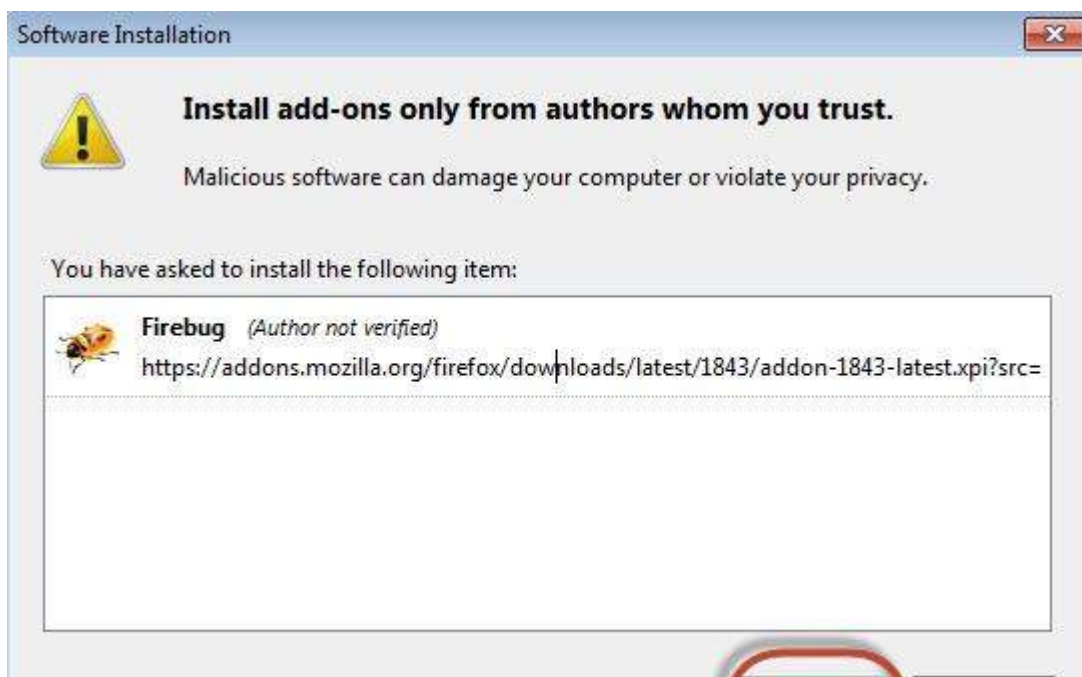 Software Installation
Install add-ons only from authors whom you trust.
Malicious software can damage your computer or violate your privacy.
You have asked to install the following item:
Firebug (Author not verified)
https://addons.mozilla.org/firefox/downloads/latest/1843/addon-1843-latest.xpi?src=